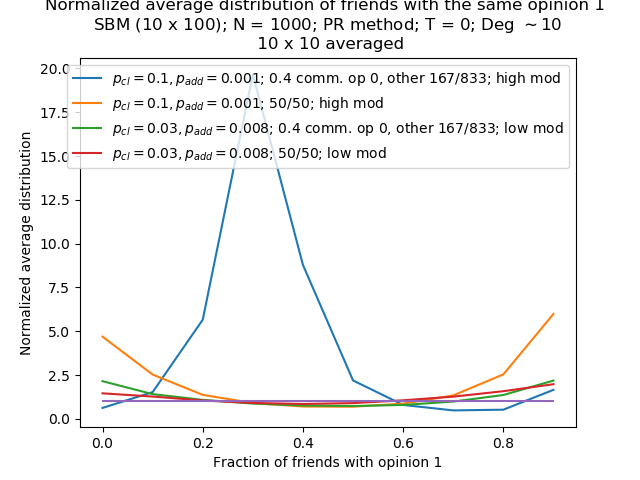 Normalized average distribution of friends with the same opinion 1
SBM (10 x 100); N = 1000; PR method; T = 0; Deg ∼10
10 x 10 averaged
p_cl = 0.1, p_add = 0.001; 0.4 comm. op 0, other 167/833; high mod
p_cl = 0.1, p_add = 0.001; 50/50; high mod
p_cl = 0.03, p_add = 0.008; 0.4 comm. op 0, other 167/833; low mod
p_cl = 0.03, p_add = 0.008; 50/50; low mod
Normalized average distribution
20.0
17.5
15.0
12.5
10.0
7.5
5.0
2.5
0.0
0.0 0.2 0.4 0.6 0.8
Fraction of friends with opinion 1